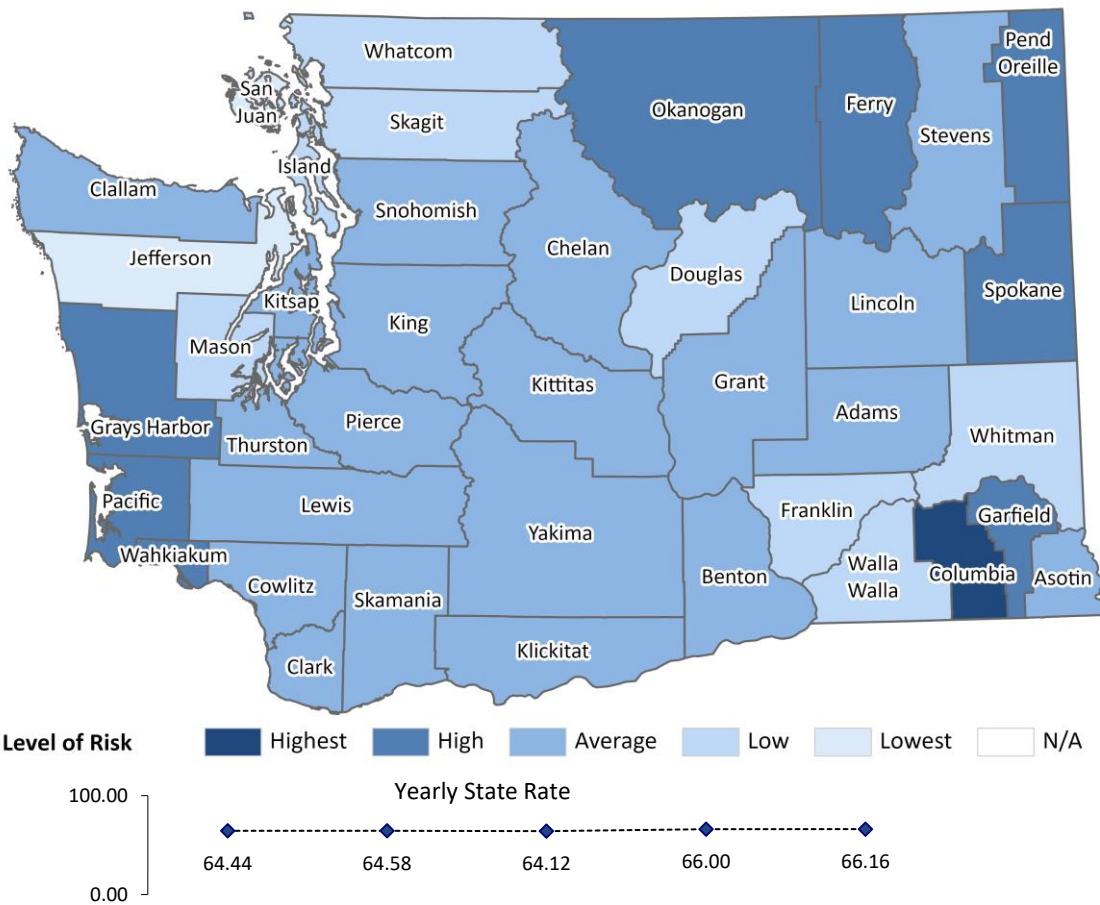 Whatcom
San
Juan
Skagit
Island
Okanogan
Ferry
Pend
Oreille
Stevens
Clallam
Snohomish
Chelan
Jefferson
Kitsap
Douglas
Lincoln
Spokane
King
Mason
Kittitas
Grant
Grays Harbor
Thurston
Pierce
Adams
Whitman
Pacific
Lewis
Yakima
Franklin
Garfield
Wahkiakum
Cowlitz
Skamania
Benton
Walla
Walla
Columbia
Asotin
Clark
Klickitat
Level of Risk Highest High Average Low Lowest N/A
Yearly State Rate
100.00
64.44 64.58 64.12 66.00 66.16
0.00